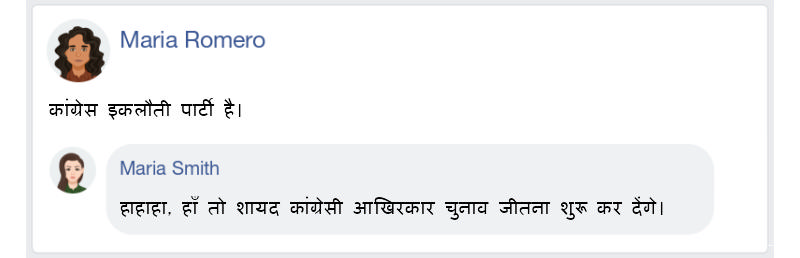 Maria Romero
कांग्रेस इकलौती पार्टी है।
Maria Smith
हाहाहा, हाँ तो शायद कांग्रेसी आखिरकार चुनाव जीतना शुरू कर देंगे।